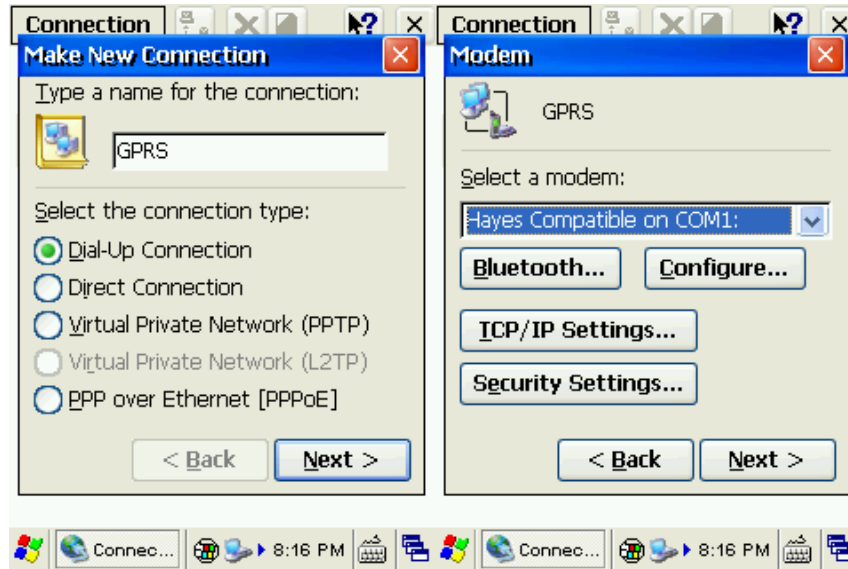 Connection
Make New Connection
Type a name for the connection:
GPRS
Select the connection type:
Dial-Up Connection
Direct Connection
Virtual Private Network (PPTP)
Virtual Private Network (L2TP)
PPP over Ethernet [PPPoE]
< Back
Next >
Connec...
8:16 PM
Connection
Modem
GPRS
Select a modem:
Hayes Compatible on COM1:
Bluetooth...
Configure...
TCP/IP Settings...
Security Settings...
< Back
Next >
Connec...
8:16 PM